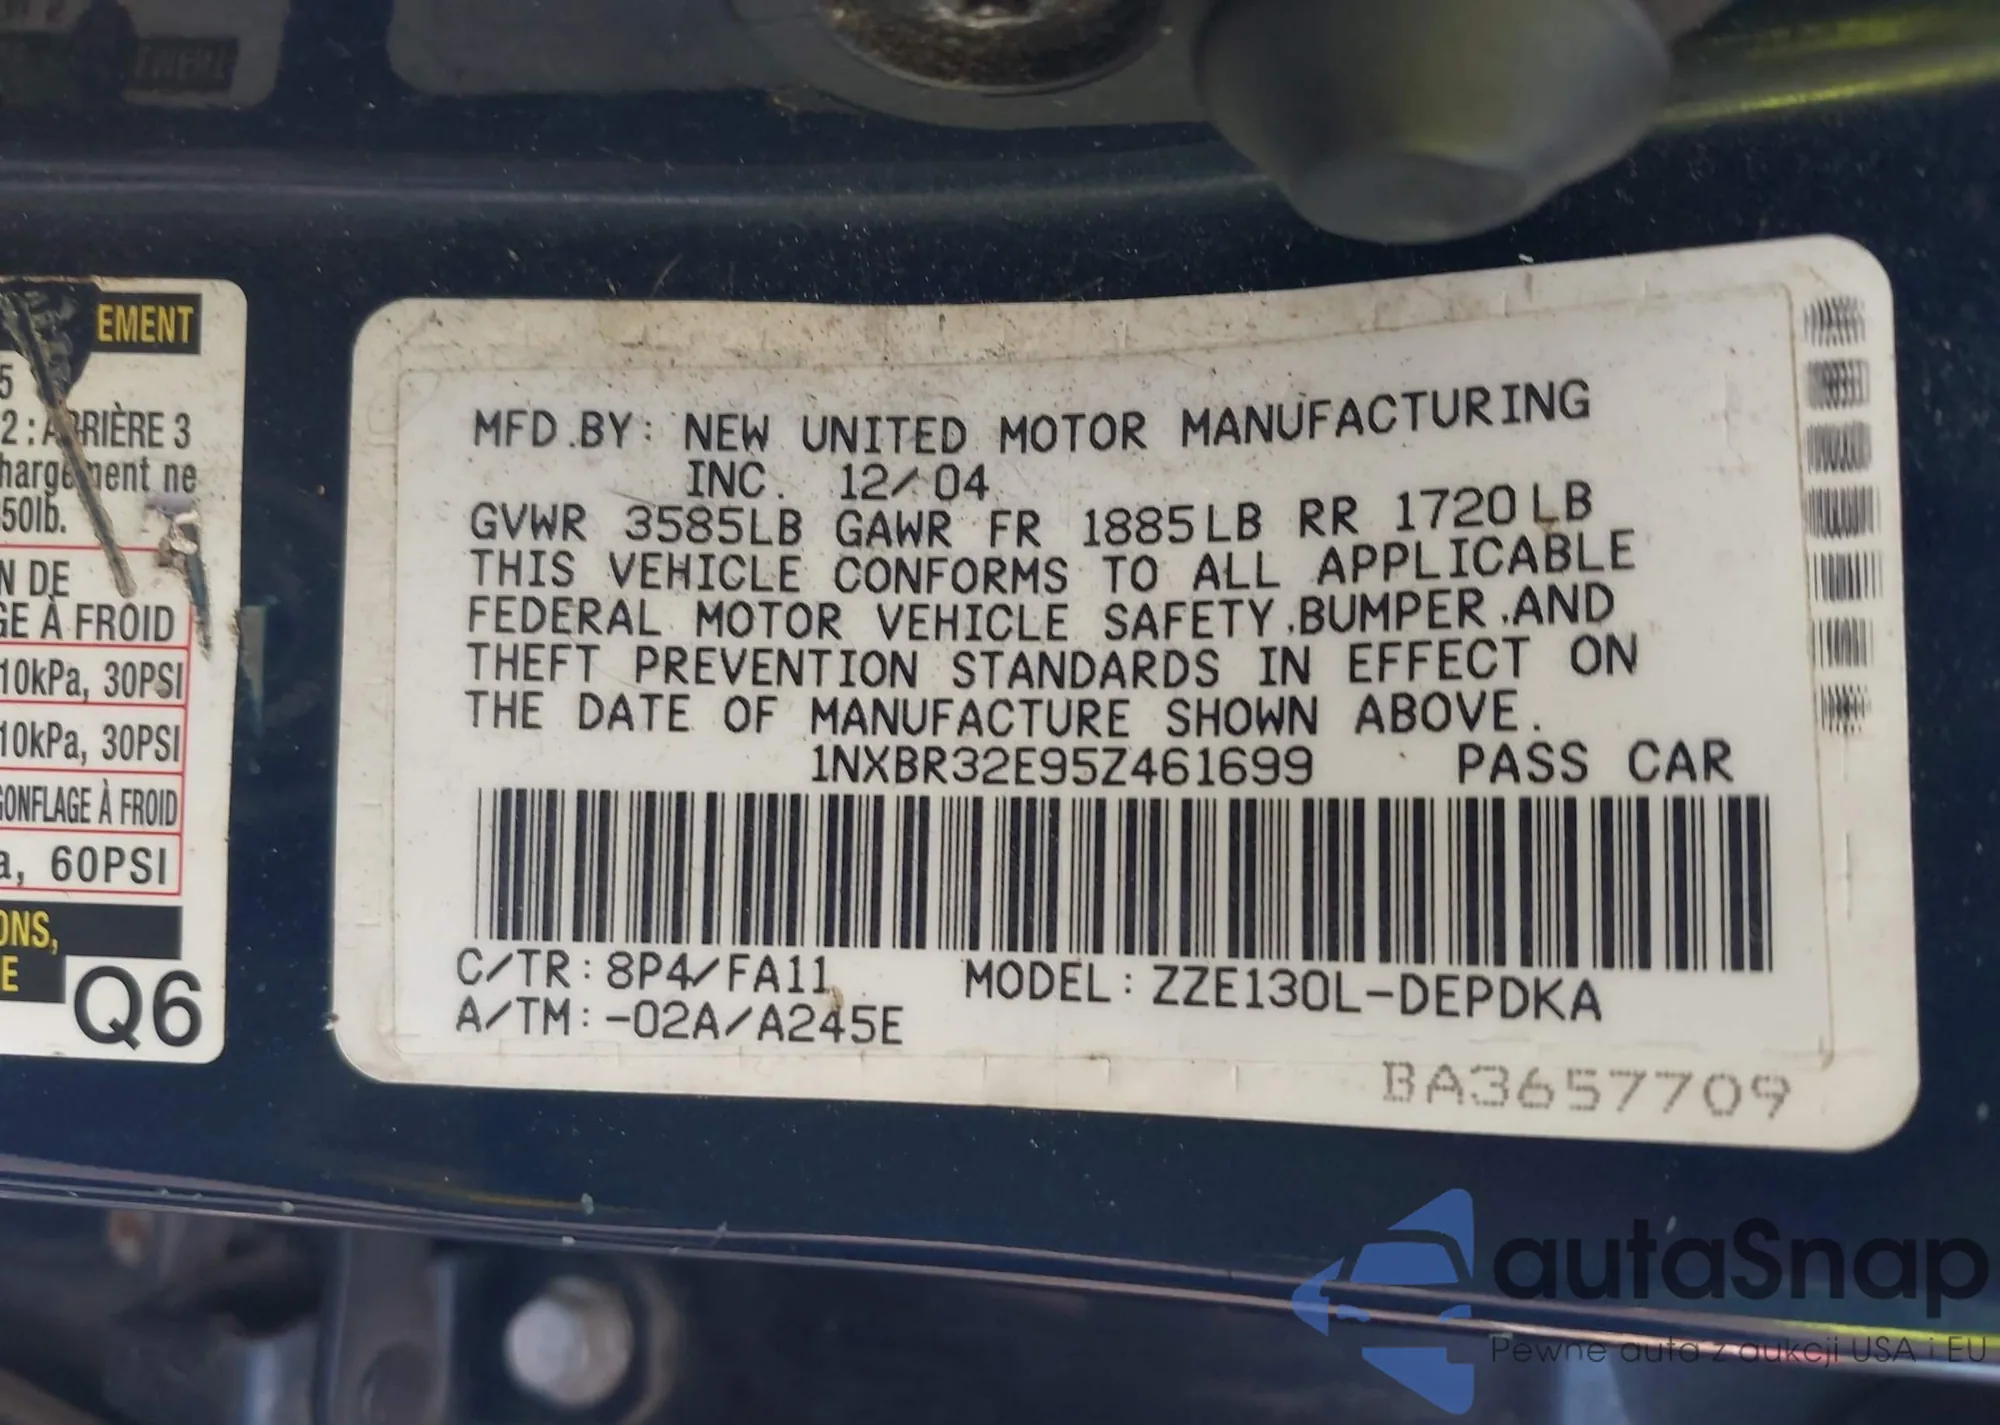 EMENT
5
2 : ARRIÈRE 3
hargement ne
50lb.
N DE
GE À FROID
10kPa, 30PSI
10kPa, 30PSI
GONFLAGE À FROID
a, 60PSI
ONS,
E
Q6
MFD.BY: NEW UNITED MOTOR MANUFACTURING
INC. 12/04
GVWR 3585LB GAWR FR 1885LB RR 1720LB
THIS VEHICLE CONFORMS TO ALL APPLICABLE
FEDERAL MOTOR VEHICLE SAFETY,BUMPER,AND
THEFT PREVENTION STANDARDS IN EFFECT ON
THE DATE OF MANUFACTURE SHOWN ABOVE.
1NXBR32E95Z461699 PASS CAR
C/TR:8P4/FA11 MODEL:ZZE130L-DEPDKA
A/TM:-02A/A245E
BA3657709
autaSnap
Pewne auta z aukcji USA i EU